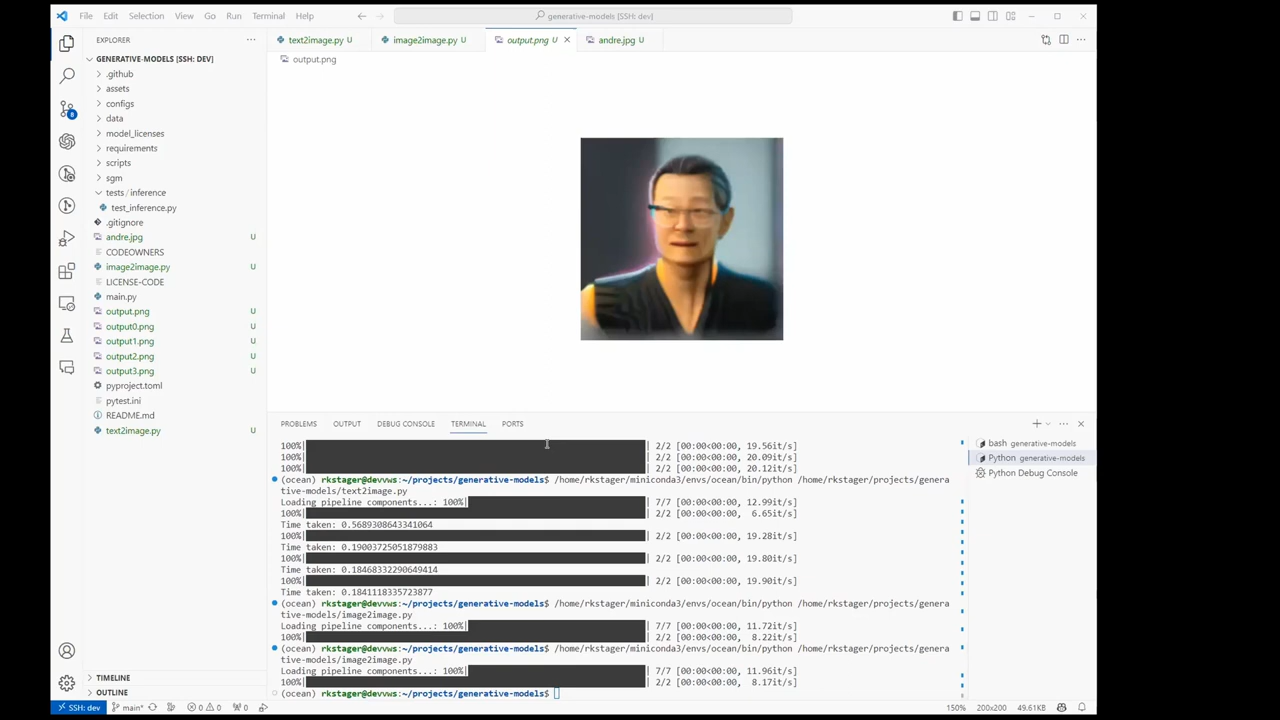 File Edit Selection View Go Run Terminal Help
generative-models [SSH: dev]
EXPLORER
text2image.py U
image2image.py U
output.png U
andre.jpg U
GENERATIVE-MODELS [SSH: DEV]
output.png
.github
assets
configs
data
model_licenses
requirements
scripts
sgm
tests / inference
test_inference.py
.gitignore
andre.jpg U
CODEOWNERS
image2image.py U
LICENSE-CODE
main.py
output.png U
output0.png U
output1.png U
output2.png U
output3.png U
pyproject.toml
pytest.ini
README.md
text2image.py U
TIMELINE
OUTLINE
PROBLEMS OUTPUT DEBUG CONSOLE TERMINAL PORTS
100%| | 2/2 [00:00<00:00, 19.56it/s]
100%| | 2/2 [00:00<00:00, 20.09it/s]
100%| | 2/2 [00:00<00:00, 20.12it/s]
(ocean) rkstager@devvws:~/projects/generative-models$ /home/rkstager/miniconda3/envs/ocean/bin/python /home/rkstager/projects/genera
tive-models/text2image.py
Loading pipeline components...: 100%| | 7/7 [00:00<00:00, 12.99it/s]
100%| | 2/2 [00:00<00:00, 6.65it/s]
Time taken: 0.5689308643341064
100%| | 2/2 [00:00<00:00, 19.28it/s]
Time taken: 0.19003725051879883
100%| | 2/2 [00:00<00:00, 19.80it/s]
Time taken: 0.18468332290649414
100%| | 2/2 [00:00<00:00, 19.90it/s]
Time taken: 0.1841118335723877
(ocean) rkstager@devvws:~/projects/generative-models$ /home/rkstager/miniconda3/envs/ocean/bin/python /home/rkstager/projects/genera
tive-models/image2image.py
Loading pipeline components...: 100%| | 7/7 [00:00<00:00, 11.72it/s]
100%| | 2/2 [00:00<00:00, 8.22it/s]
(ocean) rkstager@devvws:~/projects/generative-models$ /home/rkstager/miniconda3/envs/ocean/bin/python /home/rkstager/projects/genera
tive-models/image2image.py
Loading pipeline components...: 100%| | 7/7 [00:00<00:00, 11.96it/s]
100%| | 2/2 [00:00<00:00, 8.17it/s]
(ocean) rkstager@devvws:~/projects/generative-models$
bash generative-models
Python generative-models
Python Debug Console
SSH: dev main* 0 0 0 150% 200x200 49.61KB